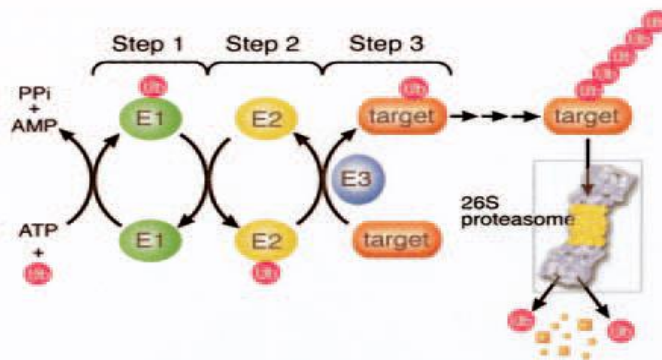 Step 1 Step 2 Step 3
Ub
Ub
Ub
Ub
Ub
Ub
Ub
PPi
+
AMP
E1
E2
target
target
E3
26S
proteasome
ATP
+
Ub
E1
E2
target
Ub
Ub
Ub